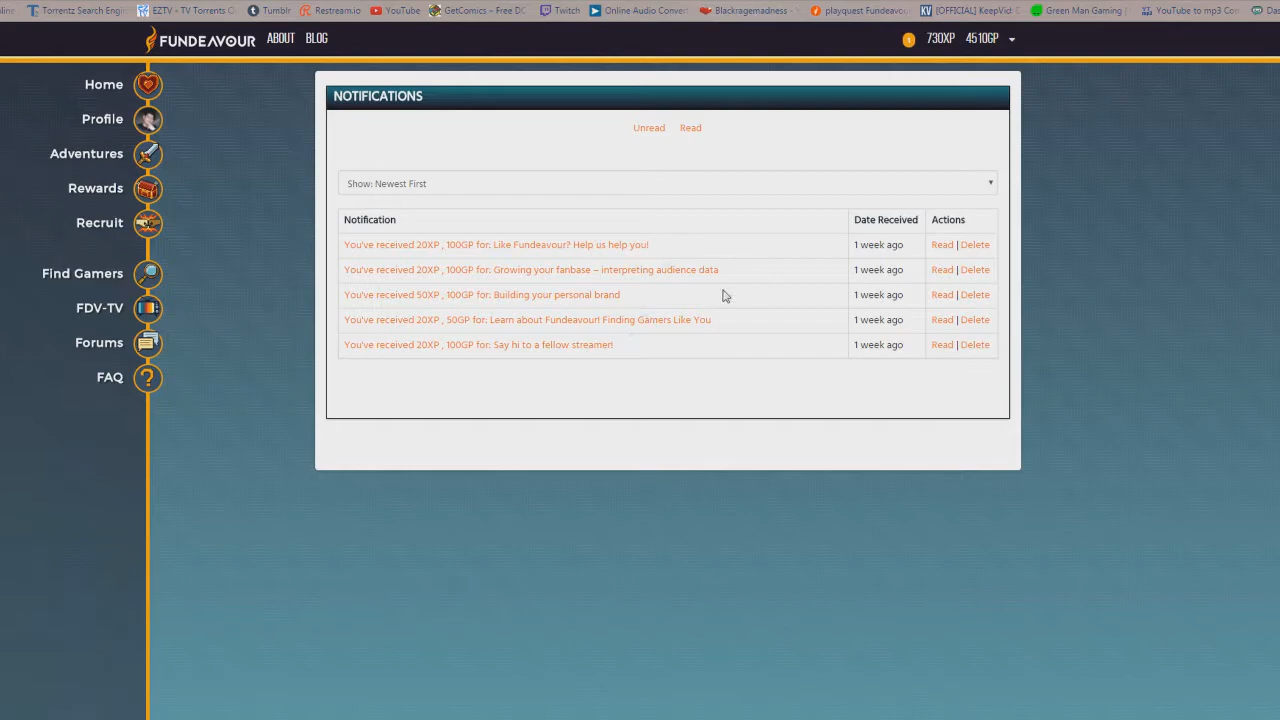 Torrentz Search Engin
EZTV - TV Torrents O
Tumblr
Restream.io
YouTube
GetComics – Free DC
Twitch
Online Audio Convert
Blackragemadness -
playquest Fundeavou
[OFFICIAL] KeepVid:
Green Man Gaming |
YouTube to mp3 Con
FUNDEAVOUR ABOUT BLOG
1 730XP 4510GP
Home
Profile
Adventures
Rewards
Recruit
Find Gamers
FDV-TV
Forums
FAQ
NOTIFICATIONS
Unread Read
Show: Newest First
Notification Date Received Actions
You've received 20XP , 100GP for: Like Fundeavour? Help us help you! 1 week ago Read | Delete
You've received 20XP , 100GP for: Growing your fanbase – interpreting audience data 1 week ago Read | Delete
You've received 50XP , 100GP for: Building your personal brand 1 week ago Read | Delete
You've received 20XP , 50GP for: Learn about Fundeavour! Finding Gamers Like You 1 week ago Read | Delete
You've received 20XP , 100GP for: Say hi to a fellow streamer! 1 week ago Read | Delete